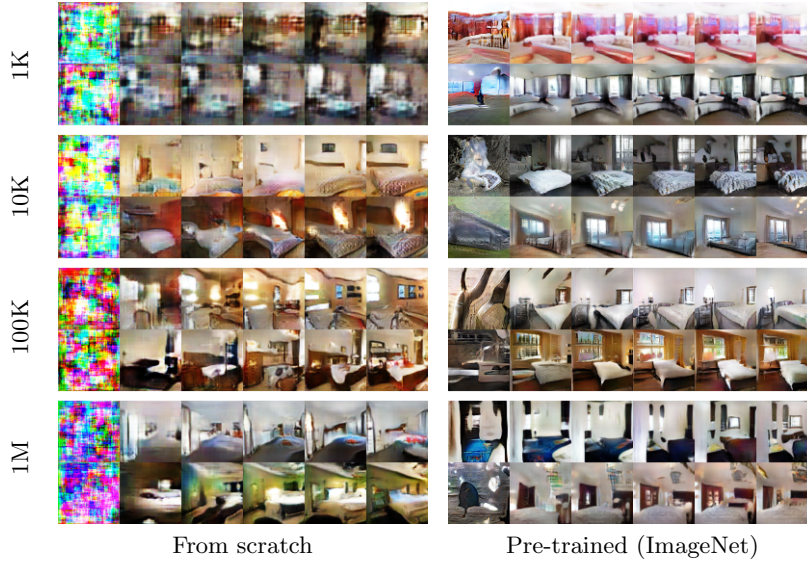 1K
10K
100K
1M
From scratch
Pre-trained (ImageNet)